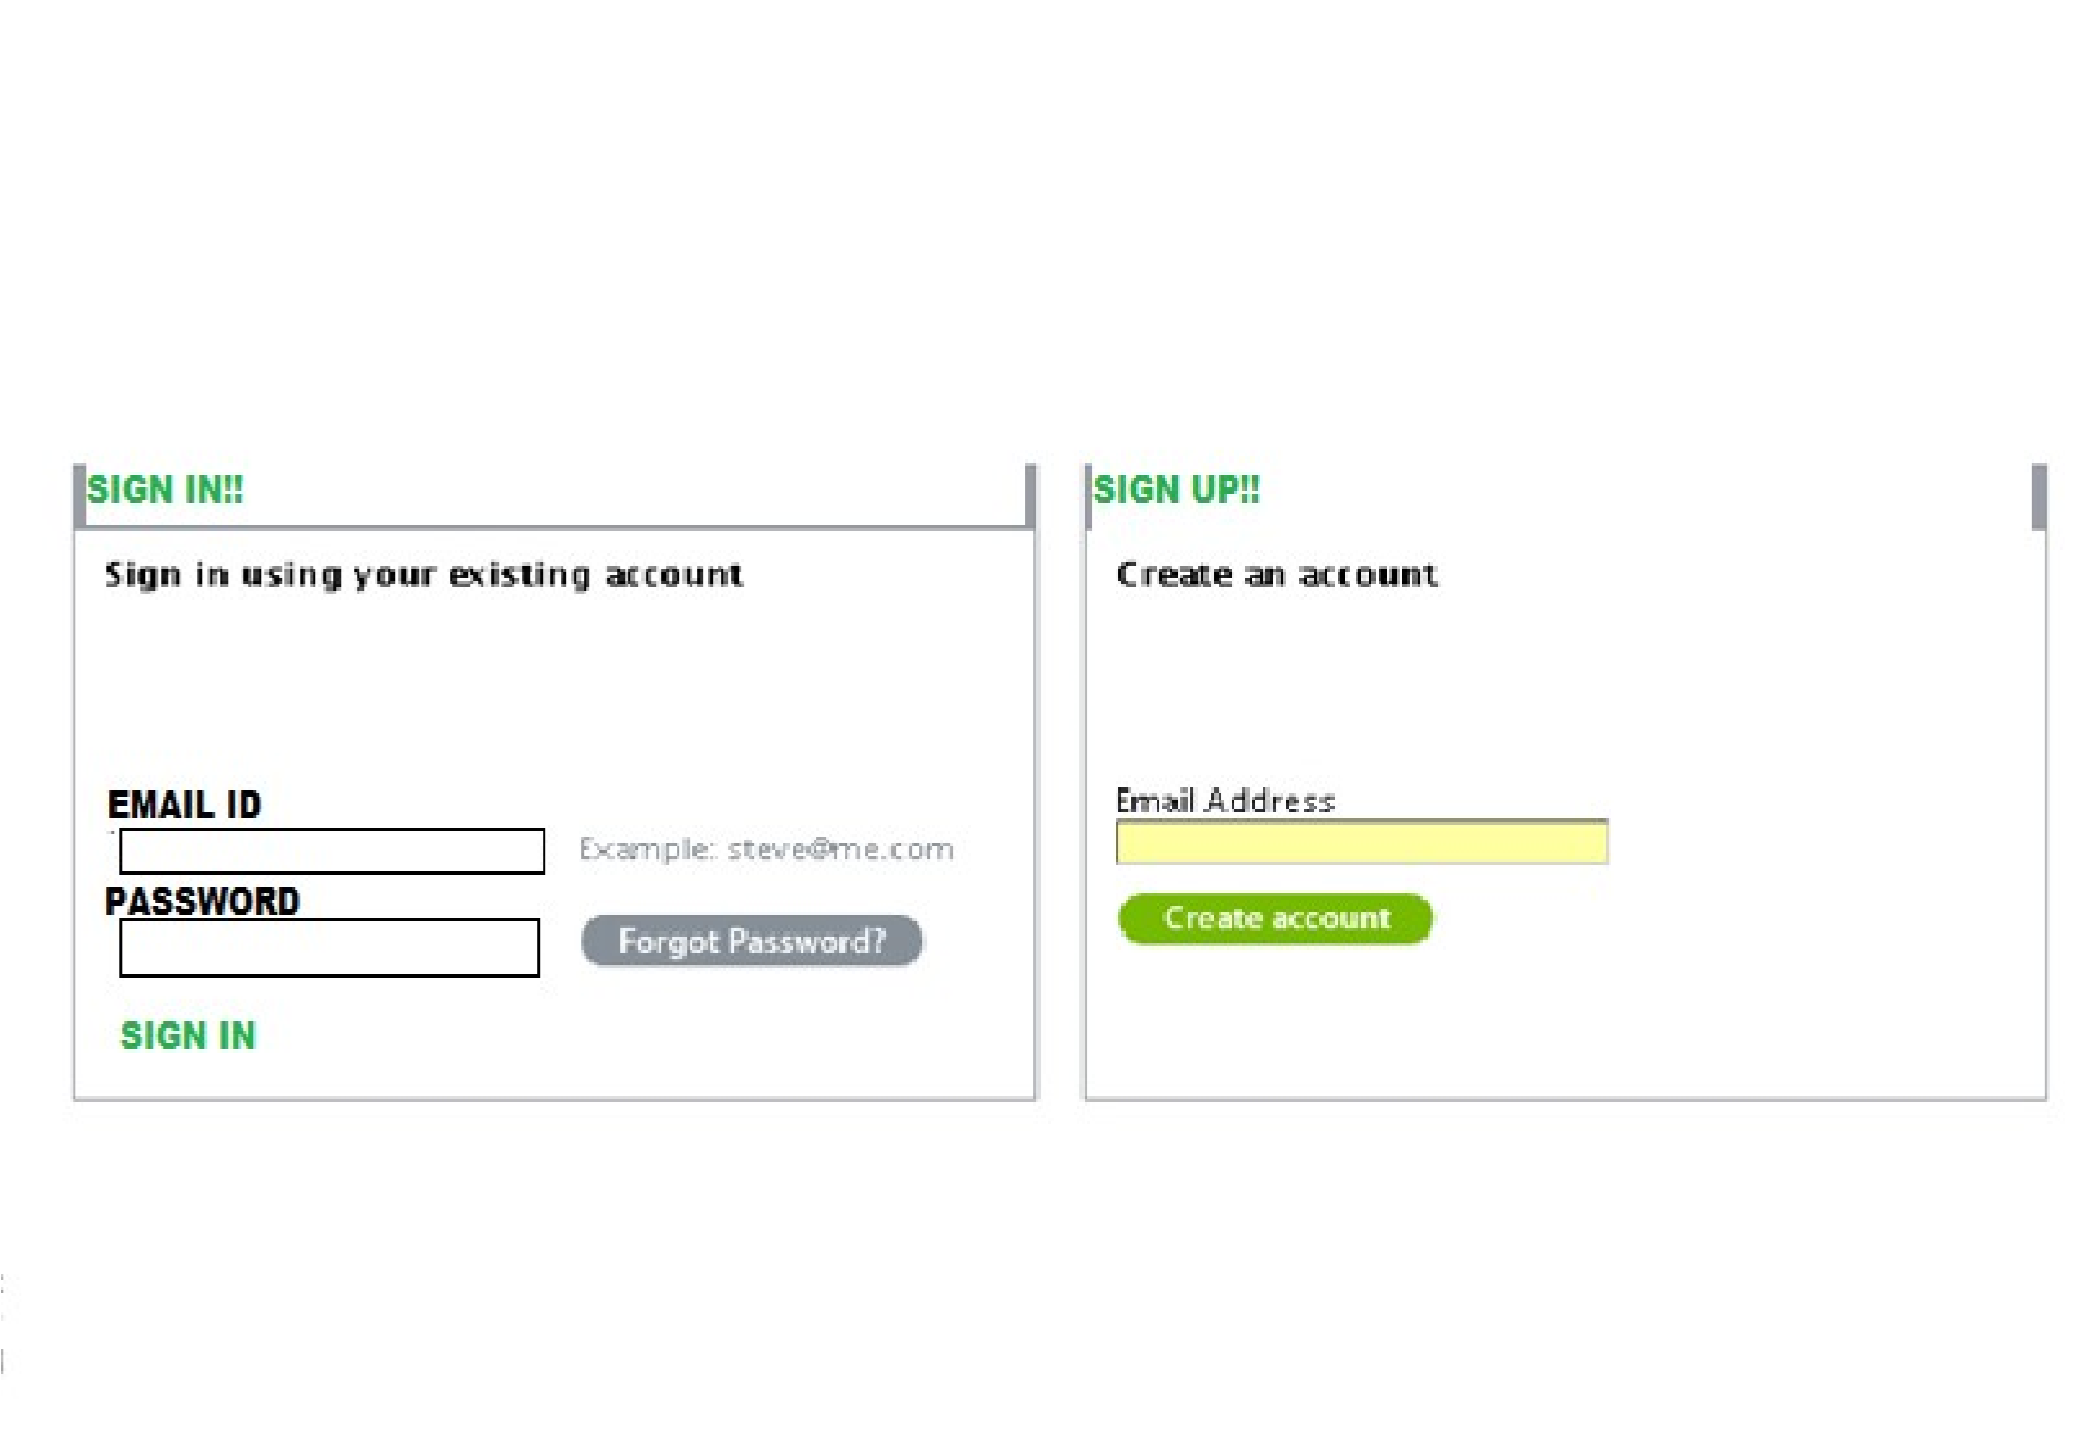 SIGN IN!!
Sign in using your existing account
EMAIL ID
Example: steve@me.com
PASSWORD
Forgot Password?
SIGN IN
SIGN UP!!
Create an account
Email Address
Create account